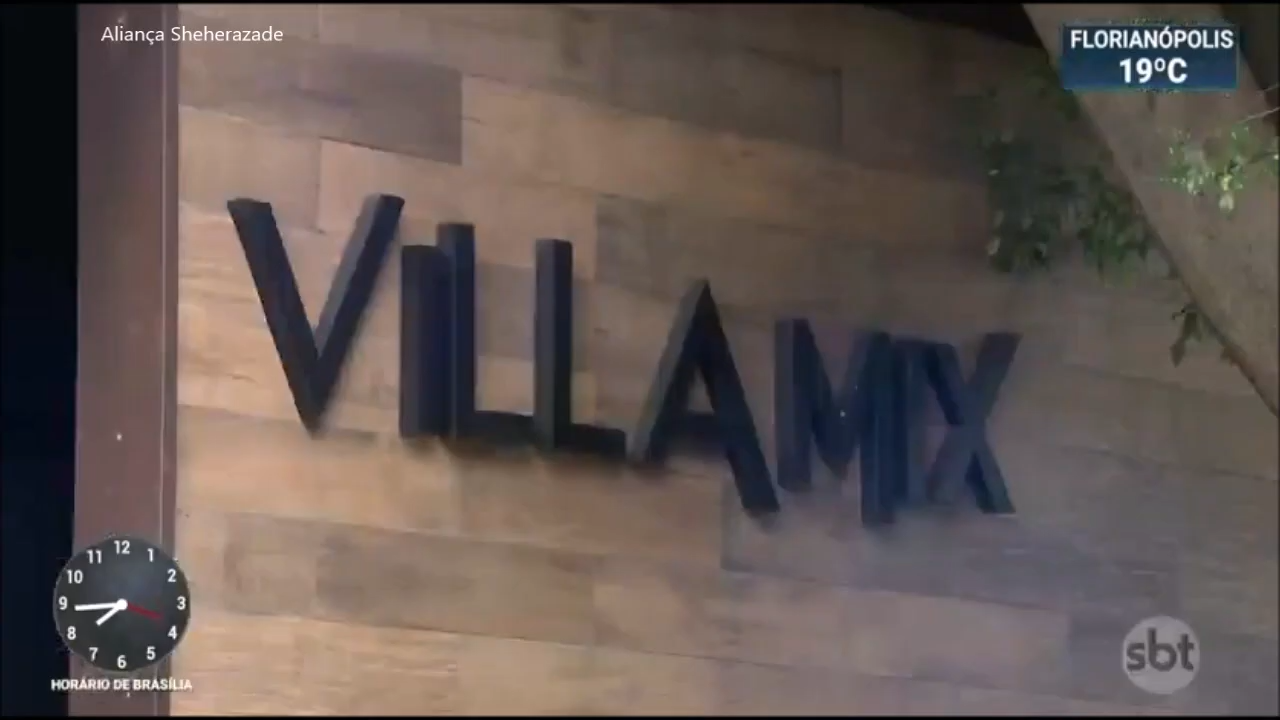 Aliança Sheherazade
FLORIANÓPOLIS
19ºC
VILLAMIX
12
11 1
10 2
9 3
8 4
7 5
6
HORÁRIO DE BRASÍLIA
sbt